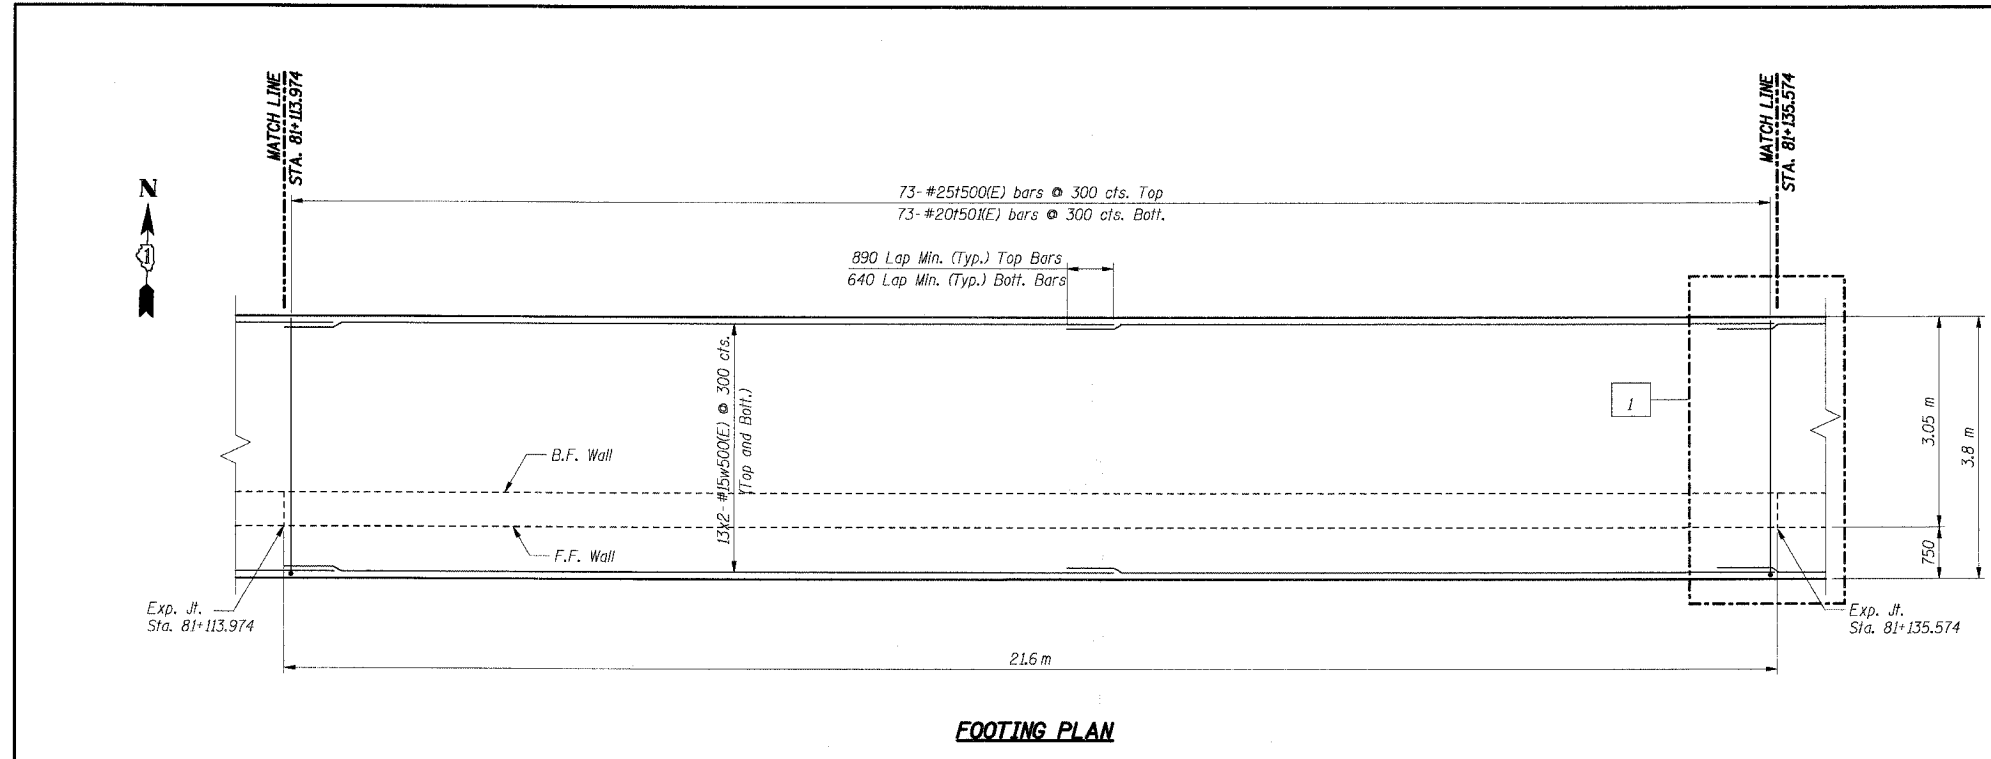 MATCH LINE
STA. 81+113.974
MATCH LINE
STA. 81+135.574
N
1
73-#25t500(E) bars @ 300 cts. Top
73-#20t501(E) bars @ 300 cts. Bott.
890 Lap Min. (Typ.) Top Bars
640 Lap Min. (Typ.) Bott. Bars
13x2-#15w500(E) @ 300 cts.
(Top and Bott.)
1
3.05 m
3.8 m
750
B.F. Wall
F.F. Wall
Exp. Jt.
Sta. 81+113.974
Exp. Jt.
Sta. 81+135.574
21.6 m
FOOTING PLAN